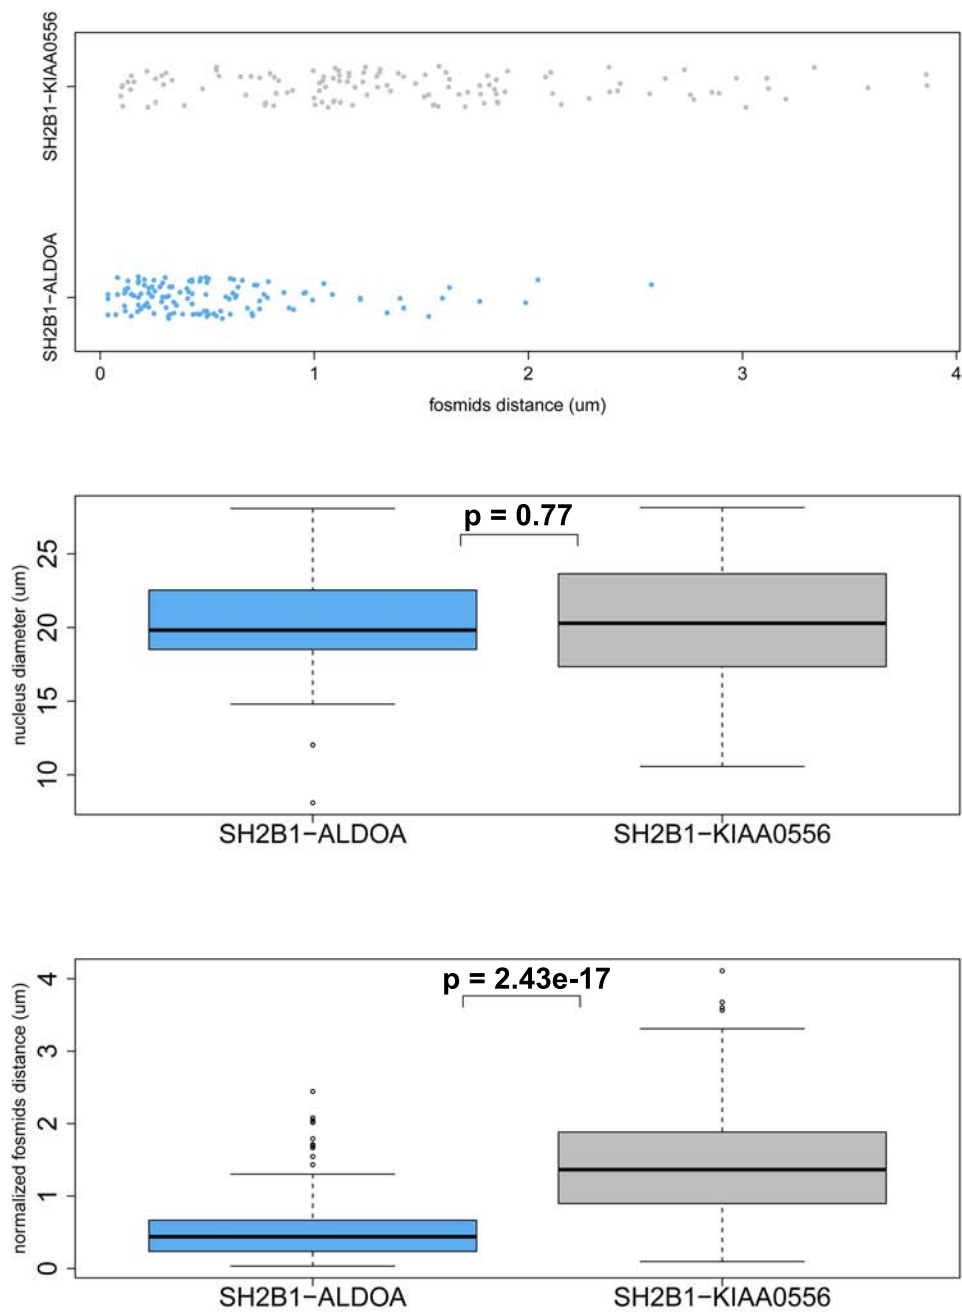 SH2B1−KIAA0556
SH2B1−ALDOA
0 1 2 3 4
fosmids distance (um)
nucleus diameter (um)
25
20
15
10
p = 0.77
SH2B1−ALDOA SH2B1−KIAA0556
normalized fosmids distance (um)
4
3
2
1
0
p = 2.43e-17
SH2B1−ALDOA SH2B1−KIAA0556